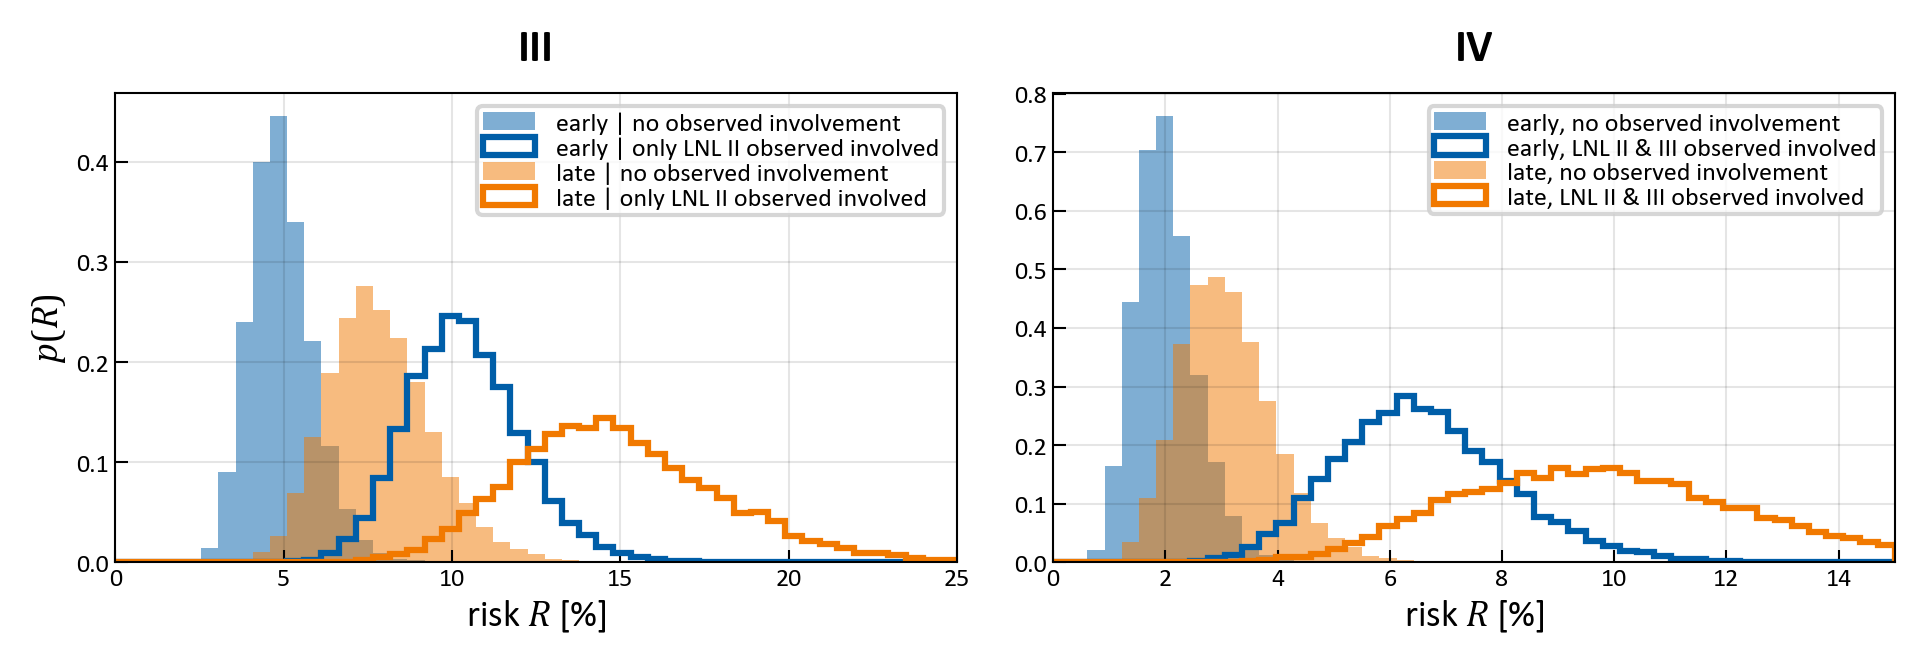 III
early | no observed involvement
early | only LNL II observed involved
late | no observed involvement
late | only LNL II observed involved
p(R)
0.4
0.3
0.2
0.1
0.0
0 5 10 15 20 25
risk R [%]
IV
early, no observed involvement
early, LNL II & III observed involved
late, no observed involvement
late, LNL II & III observed involved
0.8
0.7
0.6
0.5
0.4
0.3
0.2
0.1
0.0
0 2 4 6 8 10 12 14
risk R [%]